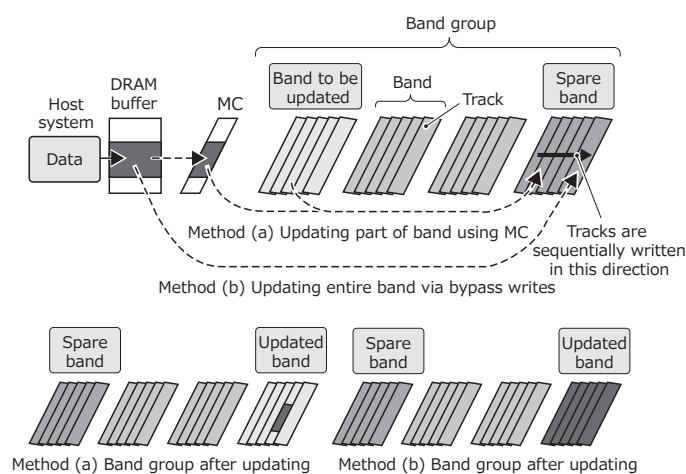 Band group
DRAM
buffer
Host
system
Data
MC
Band to be
updated
Band
Track
Spare
band
Method (a) Updating part of band using MC
Tracks are
sequentially written
in this direction
Method (b) Updating entire band via bypass writes
Spare
band
Updated
band
Method (a) Band group after updating
Spare
band
Updated
band
Method (b) Band group after updating